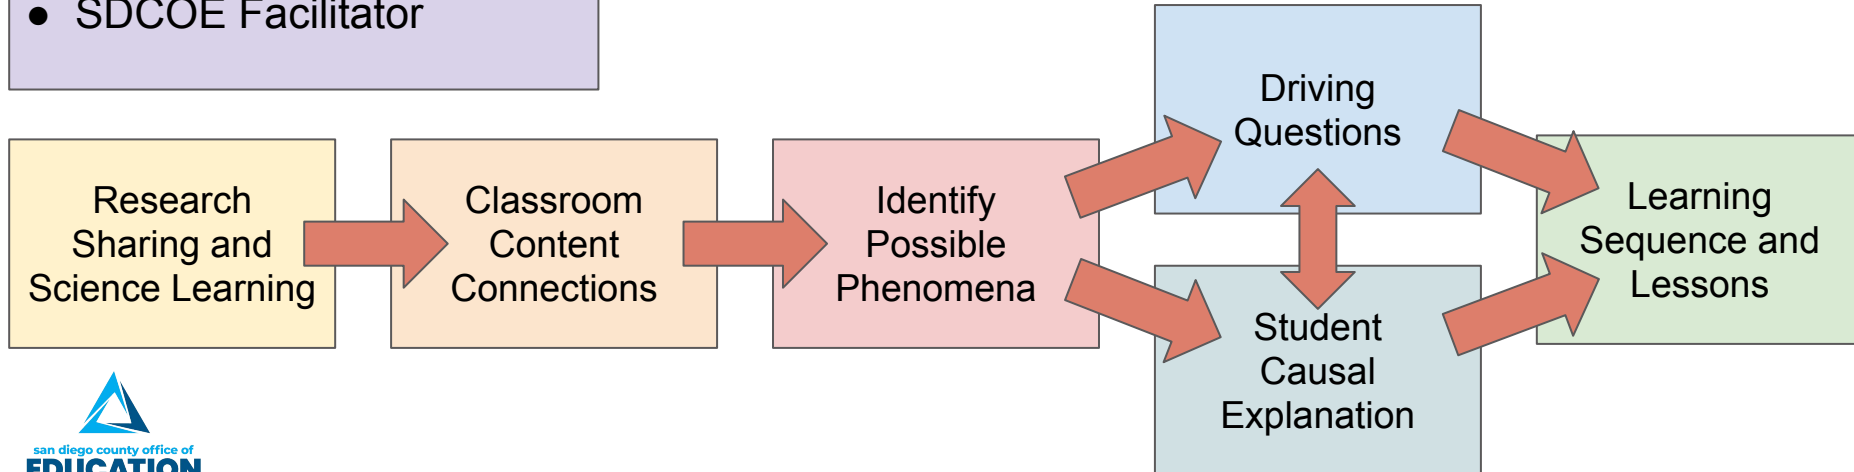 ● SDCOE Facilitator
Research
Sharing and
Science Learning
Classroom
Content
Connections
Identify
Possible
Phenomena
Driving
Questions
Student
Causal
Explanation
Learning
Sequence and
Lessons
san diego county office of
EDUCATION